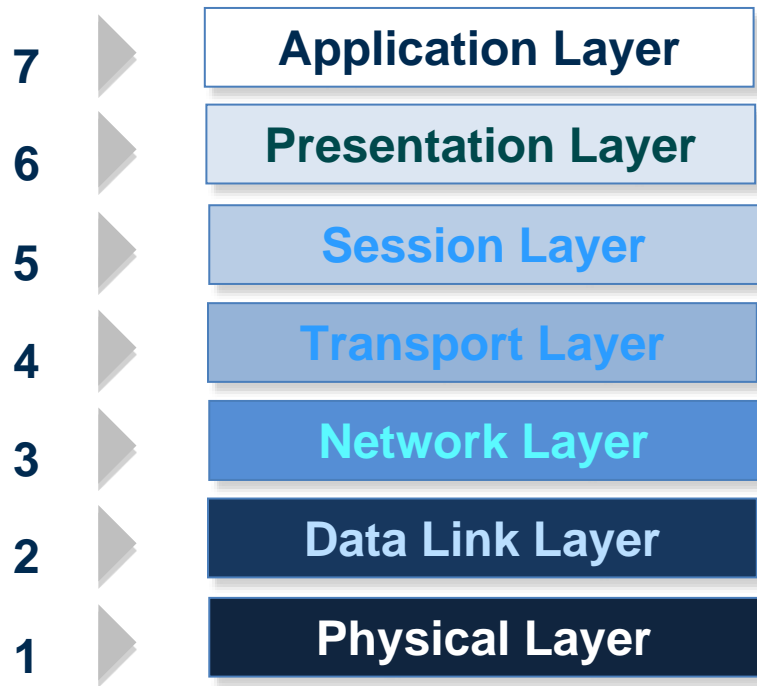 7 Application Layer
6 Presentation Layer
5 Session Layer
4 Transport Layer
3 Network Layer
2 Data Link Layer
1 Physical Layer